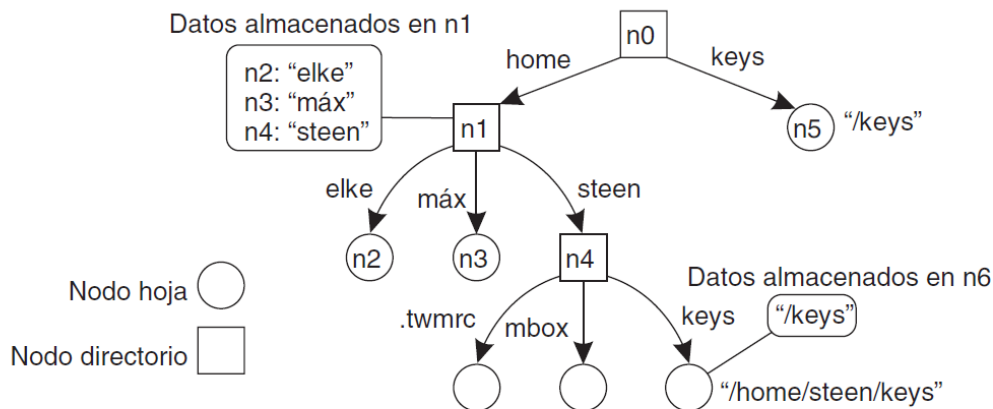 Datos almacenados en n1
n0
home
keys
n2: “elke”
n3: “máx”
n4: “steen”
n1
n5
“/keys”
elke
máx
steen
n2
n3
n4
Nodo hoja
Datos almacenados en n6
.twmrc
mbox
keys
“/keys”
Nodo directorio
“/home/steen/keys”